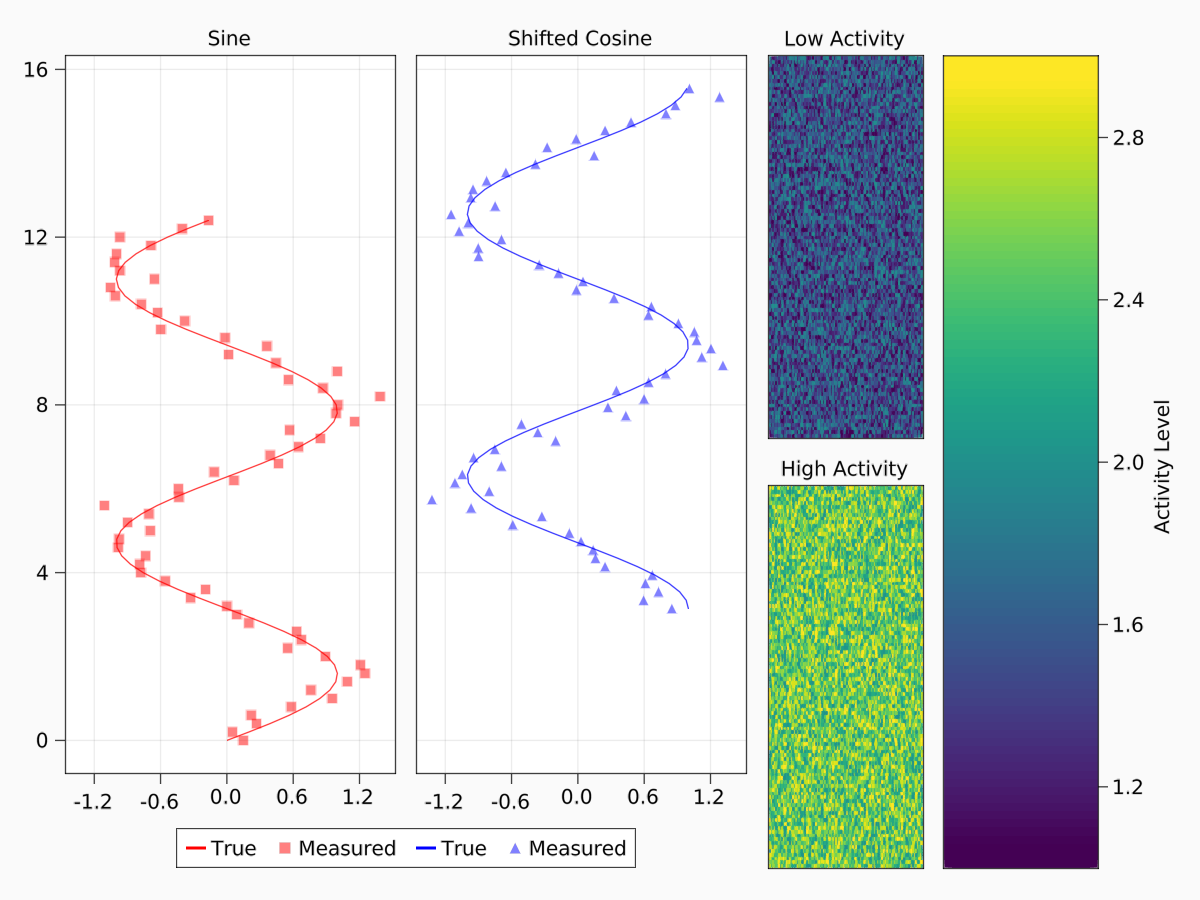 Sine
Shifted Cosine
Low Activity
16
12
8
4
0
-1.2 -0.6 0.0 0.6 1.2
-1.2 -0.6 0.0 0.6 1.2
High Activity
2.8
2.4
2.0
1.6
1.2
Activity Level
True Measured True Measured